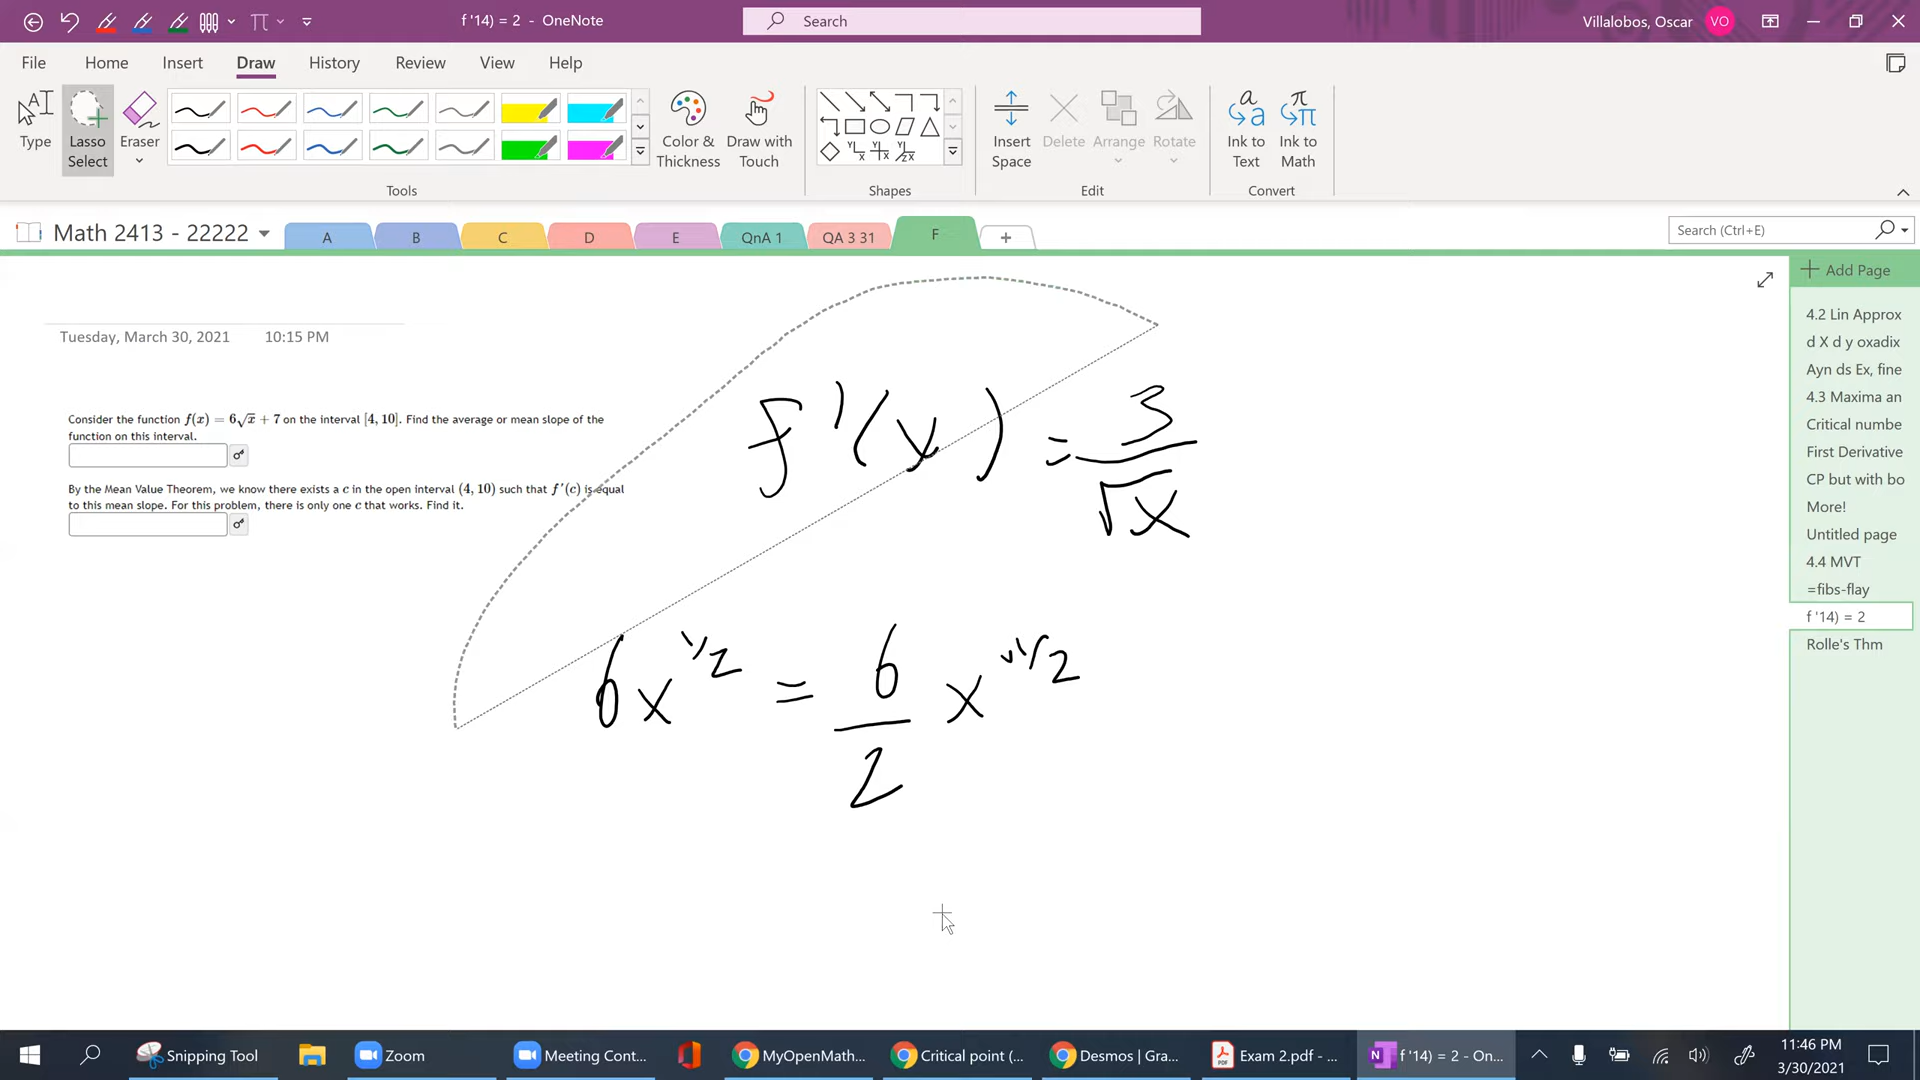 f '14) = 2 - OneNote
Search
Villalobos, Oscar
VO
File Home Insert Draw History Review View Help
Type Lasso Select Eraser Color & Thickness Draw with Touch Insert Space Delete Arrange Rotate Ink to Text Ink to Math
Tools Shapes Edit Convert
Math 2413 - 22222
A B C D E QnA 1 QA 3 31 F
Search (Ctrl+E)
Add Page
4.2 Lin Approx
d X d y oxadix
Ayn ds Ex, fine
4.3 Maxima an
Critical numbe
First Derivative
CP but with bo
More!
Untitled page
4.4 MVT
=fibs-flay
f '14) = 2
Rolle's Thm
Tuesday, March 30, 2021 10:15 PM
Consider the function f(x) = 6√x + 7 on the interval [4, 10]. Find the average or mean slope of the
function on this interval.
By the Mean Value Theorem, we know there exists a c in the open interval (4, 10) such that f'(c) is equal
to this mean slope. For this problem, there is only one c that works. Find it.
f'(x) = 3/√x
6x^1/2 = 6/2 x
Snipping Tool Zoom Meeting Cont... MyOpenMath... Critical point (... Desmos | Gra... Exam 2.pdf - ... f '14) = 2 - On...
11:46 PM
3/30/2021